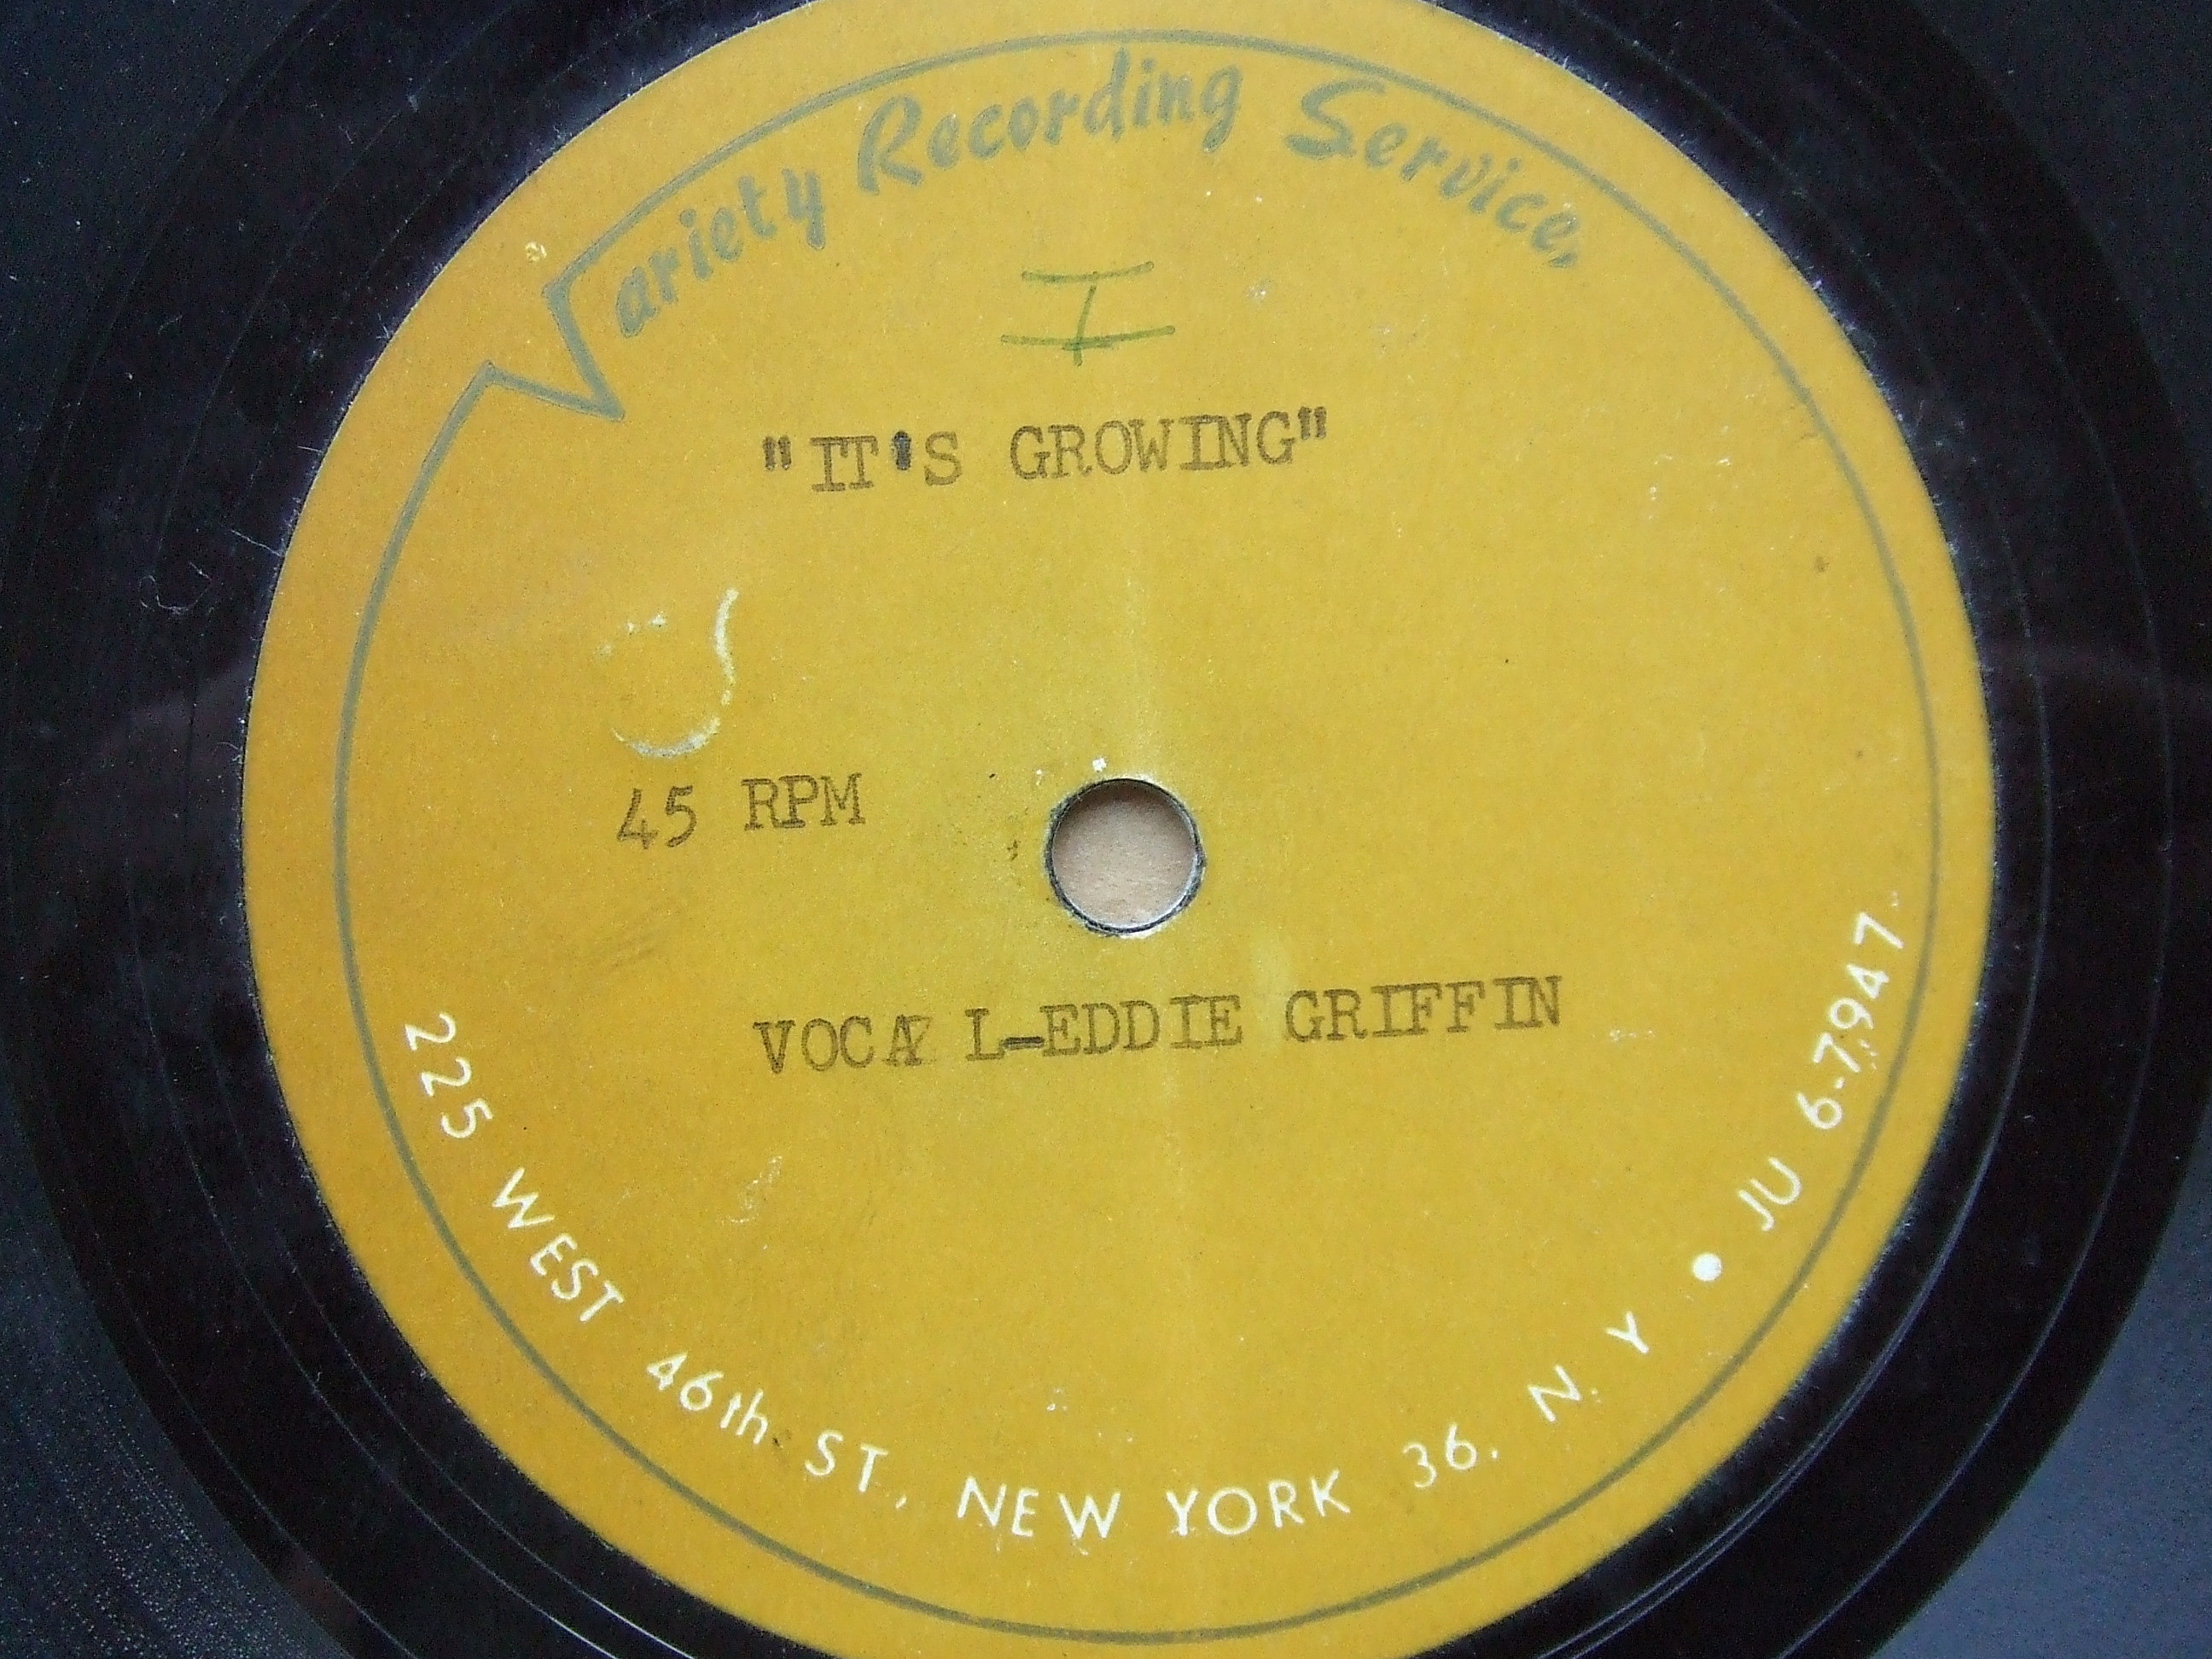 Variety Recording Service,
I
"IT'S GROWING"
45 RPM
VOCA L-EDDIE GRIFFIN
225 WEST 46th ST., NEW YORK 36. N. Y • JU 6-7947